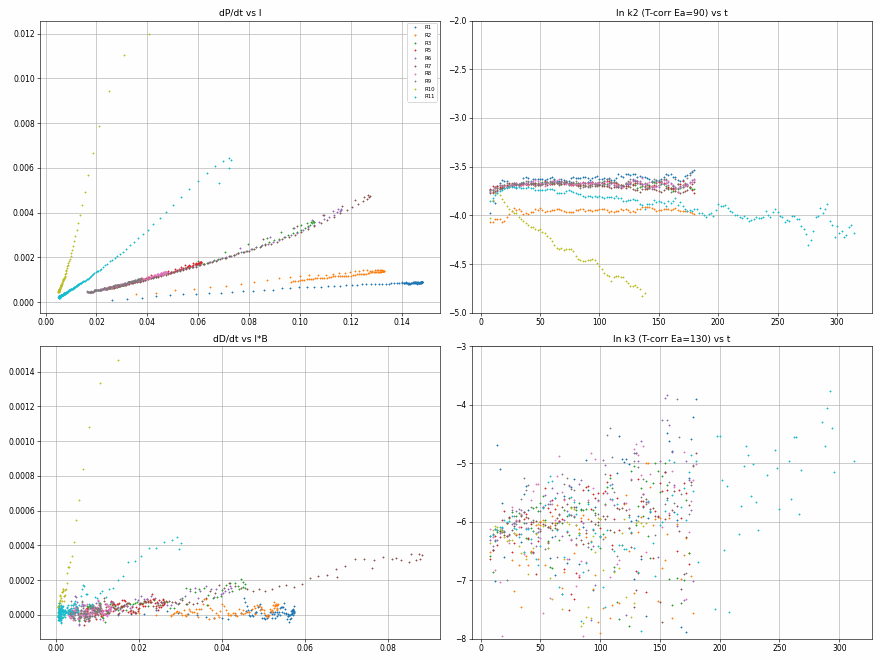 dP/dt vs I
0.012
0.010
0.008
0.006
0.004
0.002
0.000
0.00 0.02 0.04 0.06 0.08 0.10 0.12 0.14
R1
R2
R3
R5
R6
R7
R8
R9
R10
R11
ln k2 (T-corr Ea=90) vs t
−2.0
−2.5
−3.0
−3.5
−4.0
−4.5
−5.0
0 50 100 150 200 250 300
dD/dt vs I*B
0.0014
0.0012
0.0010
0.0008
0.0006
0.0004
0.0002
0.0000
0.00 0.02 0.04 0.06 0.08
ln k3 (T-corr Ea=130) vs t
−3
−4
−5
−6
−7
−8
0 50 100 150 200 250 300